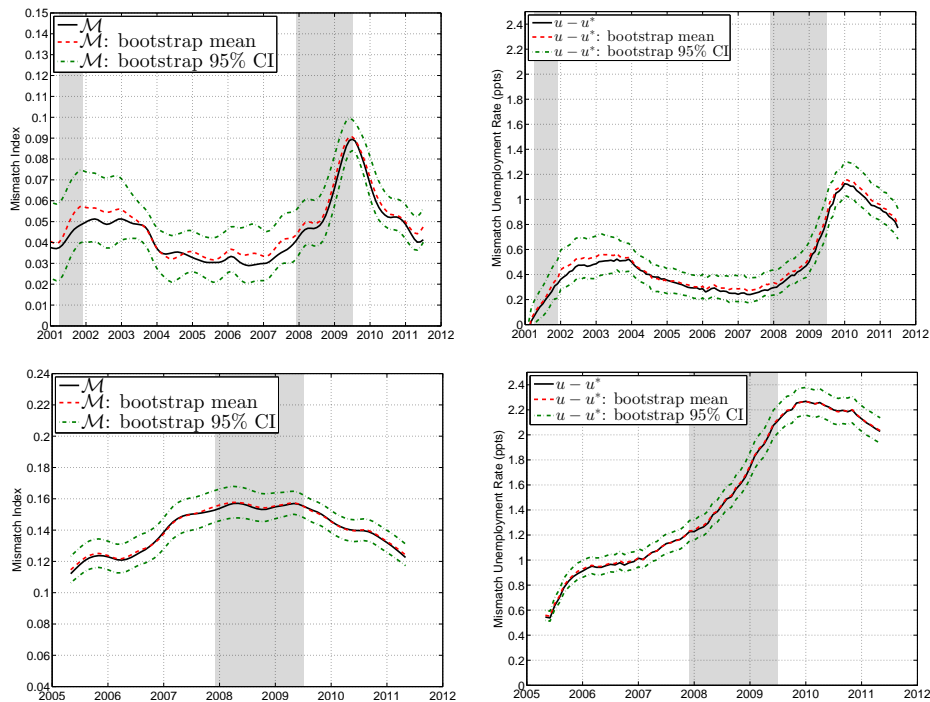 0.15
0.14
0.13
0.12
0.11
0.1
0.09
0.08
0.07
0.06
0.05
0.04
0.03
0.02
0.01
0
Mismatch Index
ℳ
ℳ: bootstrap mean
ℳ: bootstrap 95% CI
2001 2002 2003 2004 2005 2006 2007 2008 2009 2010 2011 2012
2.4
2.2
2
1.8
1.6
1.4
1.2
1
0.8
0.6
0.4
0.2
0
Mismatch Unemployment Rate (ppts)
u − u*
u − u*: bootstrap mean
u − u*: bootstrap 95% CI
2001 2002 2003 2004 2005 2006 2007 2008 2009 2010 2011 2012
0.24
0.22
0.2
0.18
0.16
0.14
0.12
0.1
0.08
0.06
0.04
Mismatch Index
ℳ
ℳ: bootstrap mean
ℳ: bootstrap 95% CI
2005 2006 2007 2008 2009 2010 2011 2012
2.4
2.2
2
1.8
1.6
1.4
1.2
1
0.8
0.6
0.4
0.2
0
Mismatch Unemployment Rate (ppts)
u − u*
u − u*: bootstrap mean
u − u*: bootstrap 95% CI
2005 2006 2007 2008 2009 2010 2011 2012